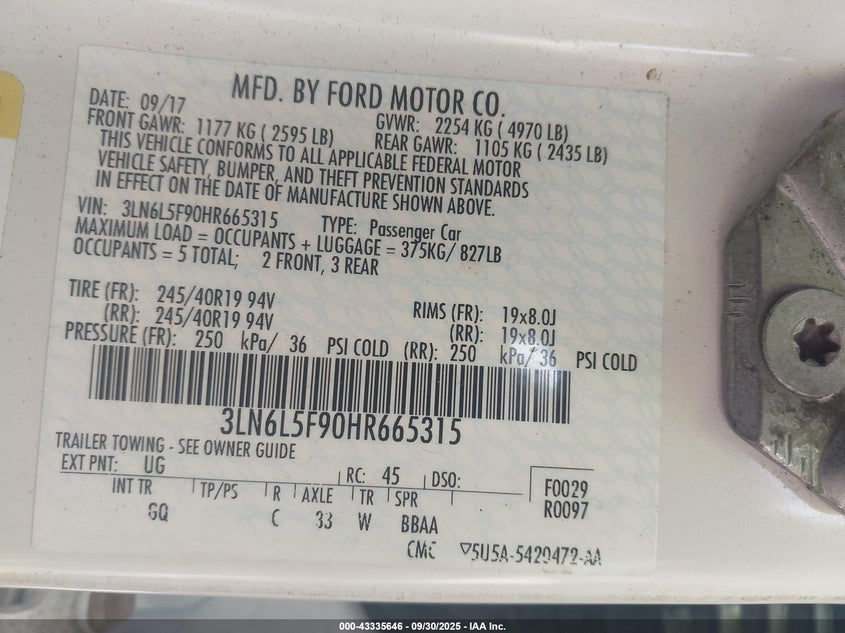 MFD. BY FORD MOTOR CO.
DATE: 09/17 GVWR: 2254 KG ( 4970 LB)
FRONT GAWR: 1177 KG ( 2595 LB) REAR GAWR: 1105 KG ( 2435 LB)
THIS VEHICLE CONFORMS TO ALL APPLICABLE FEDERAL MOTOR
VEHICLE SAFETY, BUMPER, AND THEFT PREVENTION STANDARDS
IN EFFECT ON THE DATE OF MANUFACTURE SHOWN ABOVE.
VIN: 3LN6L5F90HR665315 TYPE: Passenger Car
MAXIMUM LOAD = OCCUPANTS + LUGGAGE = 375KG/ 827LB
OCCUPANTS = 5 TOTAL; 2 FRONT, 3 REAR
TIRE (FR): 245/40R19 94V RIMS (FR): 19x8.0J
(RR): 245/40R19 94V (RR): 19x8.0J
PRESSURE (FR): 250 kPa/ 36 PSI COLD (RR): 250 kPa/ 36 PSI COLD
3LN6L5F90HR665315
TRAILER TOWING - SEE OWNER GUIDE
EXT PNT: UG RC: 45 DSO: F0029
INT TR TP/PS R AXLE TR SPR R0097
GQ C 33 W BBAA
CMC ▽5U5A-5420472-AA
000-43335646 - 09/30/2025 - IAA Inc.